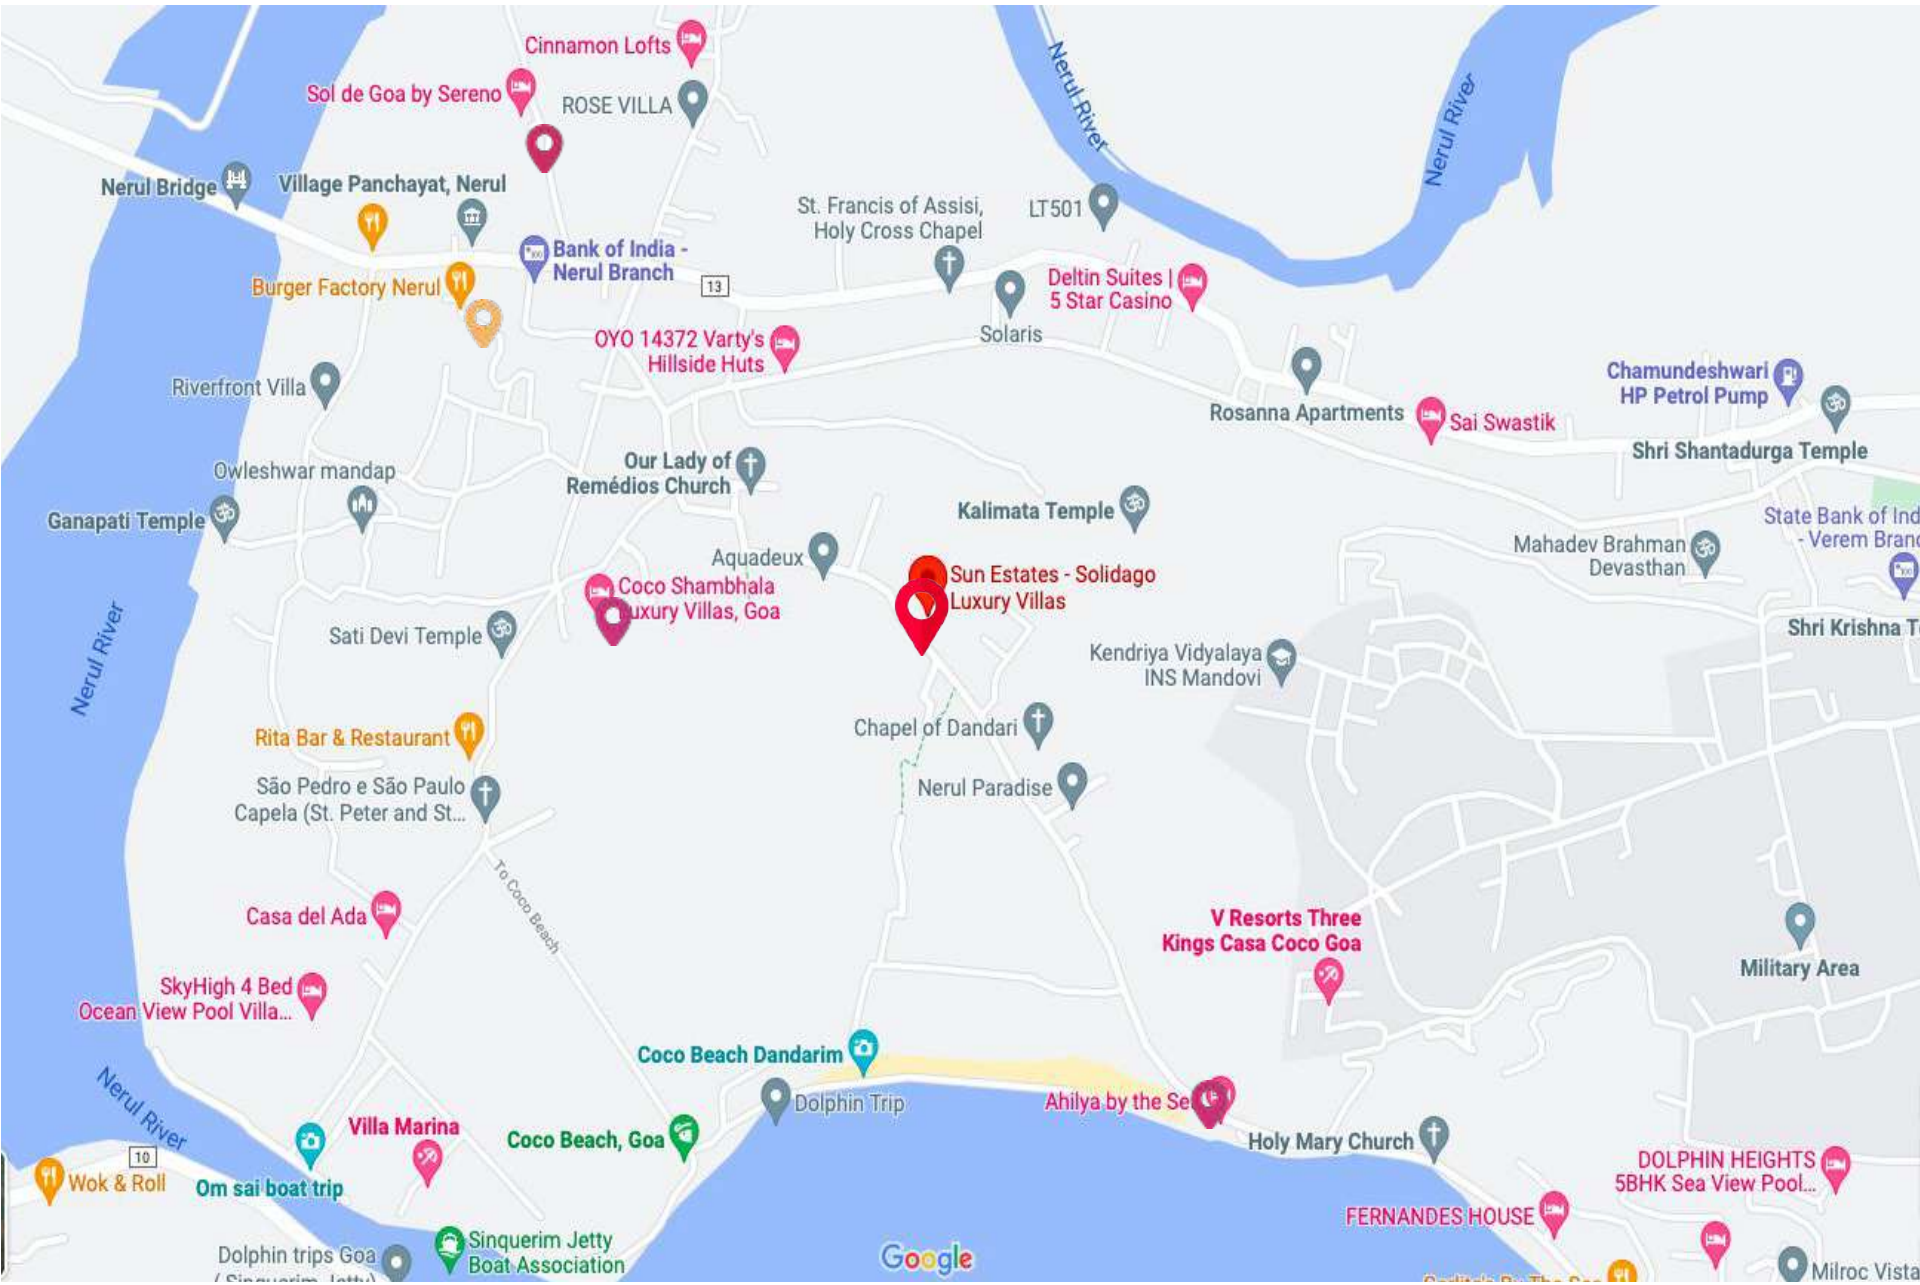 Cinnamon Lofts
Sol de Goa by Sereno
ROSE VILLA
Nerul River
Nerul River
Nerul Bridge
Village Panchayat, Nerul
St. Francis of Assisi,
Holy Cross Chapel
LT501
Bank of India -
Nerul Branch
Burger Factory Nerul
13
Deltin Suites |
5 Star Casino
Solaris
OYO 14372 Varty's
Hillside Huts
Riverfront Villa
Chamundeshwari
HP Petrol Pump
Rosanna Apartments
Sai Swastik
Shri Shantadurga Temple
Our Lady of
Remédios Church
Owleshwar mandap
Ganapati Temple
Kalimata Temple
State Bank of Ind
- Verem Branc
Mahadev Brahman
Devasthan
Aquadeux
Sun Estates - Solidago
Luxury Villas
Coco Shambhala
uxury Villas, Goa
Sati Devi Temple
Shri Krishna T
Nerul River
Kendriya Vidyalaya
INS Mandovi
Chapel of Dandari
Rita Bar & Restaurant
São Pedro e São Paulo
Capela (St. Peter and St...
Nerul Paradise
To Coco Beach
Casa del Ada
V Resorts Three
Kings Casa Coco Goa
Military Area
SkyHigh 4 Bed
Ocean View Pool Villa...
Coco Beach Dandarim
Dolphin Trip
Ahilya by the Se
Nerul River
Villa Marina
Coco Beach, Goa
Holy Mary Church
10
Wok & Roll
Om sai boat trip
DOLPHIN HEIGHTS
5BHK Sea View Pool...
FERNANDES HOUSE
Sinquerim Jetty
Boat Association
Dolphin trips Goa
Google
Milroc Vista